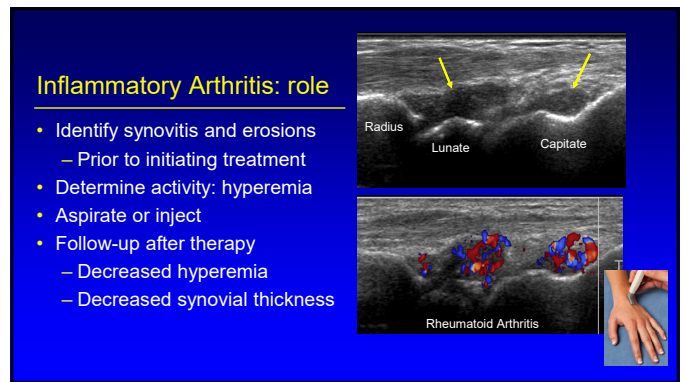 Inflammatory Arthritis: role
• Identify synovitis and erosions
– Prior to initiating treatment
• Determine activity: hyperemia
• Aspirate or inject
• Follow-up after therapy
– Decreased hyperemia
– Decreased synovial thickness
Radius
Lunate
Capitate
Rheumatoid Arthritis